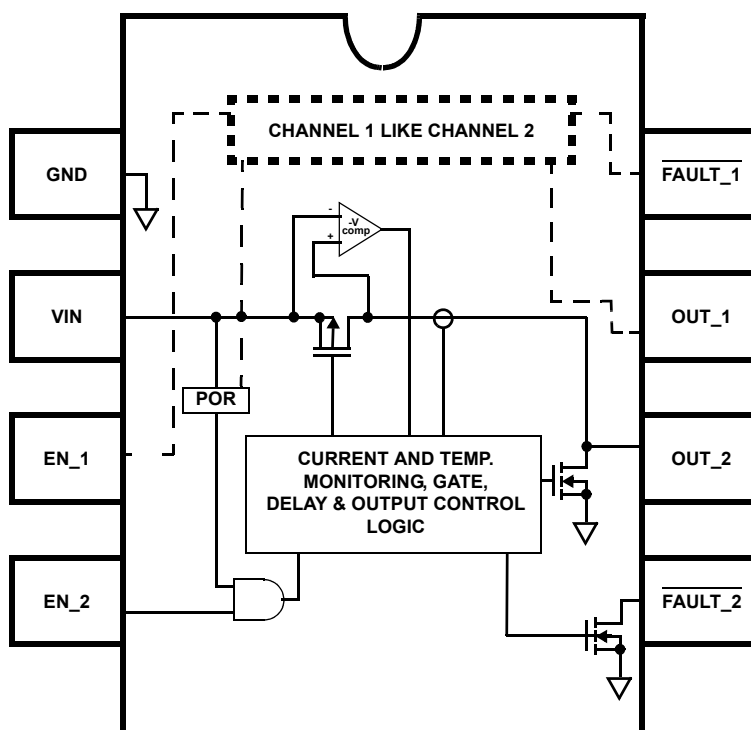 CHANNEL 1 LIKE CHANNEL 2
GND
FAULT_1
-
-V
comp
+
VIN
OUT_1
POR
EN_1
OUT_2
CURRENT AND TEMP.
MONITORING, GATE,
DELAY & OUTPUT CONTROL
LOGIC
EN_2
FAULT_2